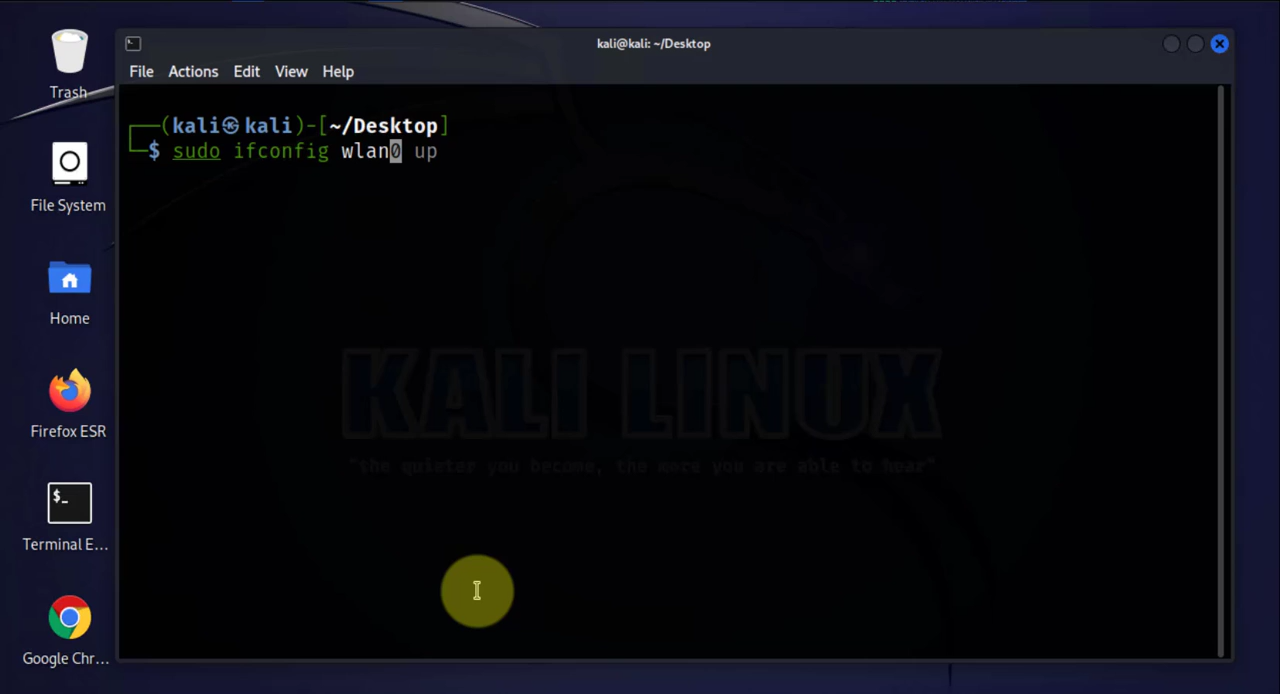 kali@kali: ~/Desktop
File Actions Edit View Help
Trash
File System
Home
Firefox ESR
Terminal E...
Google Chr...
(kali㉿kali)-[~/Desktop]
$ sudo ifconfig wlan0 up
KALI LINUX
"the quieter you become, the more you are able to hear"